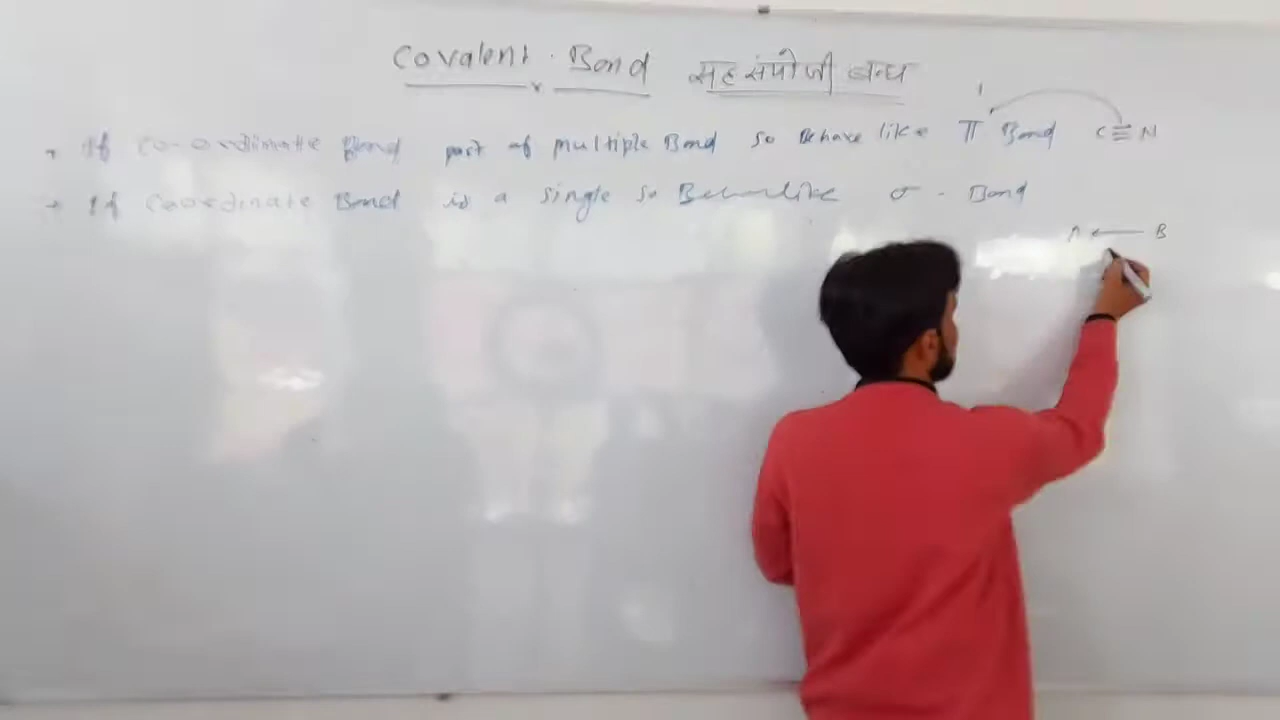 Covalent Bond सहसंयोजी बन्ध
→ If co-ordinate Bond part of multiple Bond so Behave like π Bond C≡N
→ If Coordinate Bond is a single so Behave like σ - Bond
A ← B